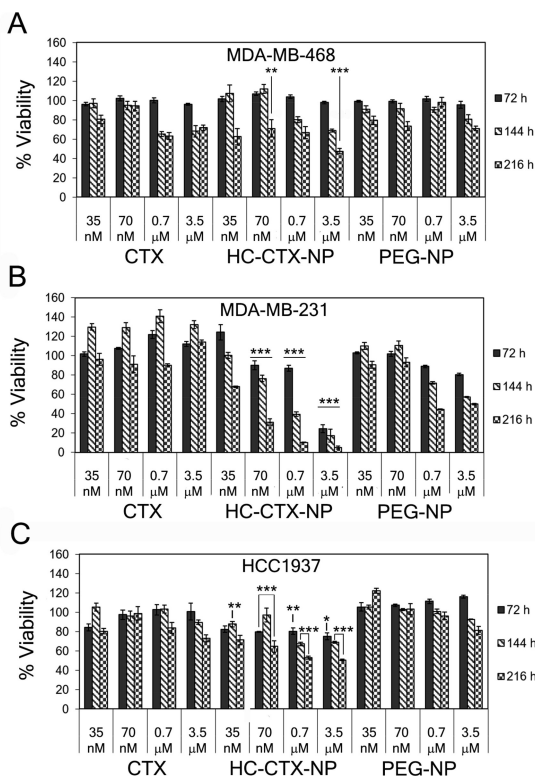 A
MDA-MB-468
160
140
120
100
80
60
40
20
0
% Viability
** ***
72 h
144 h
216 h
35 nM 70 nM 0.7 μM 3.5 μM 35 nM 70 nM 0.7 μM 3.5 μM 35 nM 70 nM 0.7 μM 3.5 μM
CTX HC-CTX-NP PEG-NP
B
MDA-MB-231
160
140
120
100
80
60
40
20
0
% Viability
*** *** ***
72 h
144 h
216 h
35 nM 70 nM 0.7 μM 3.5 μM 35 nM 70 nM 0.7 μM 3.5 μM 35 nM 70 nM 0.7 μM 3.5 μM
CTX HC-CTX-NP PEG-NP
C
HCC1937
160
140
120
100
80
60
40
20
0
% Viability
** *** ** *** * ***
72 h
144 h
216 h
35 nM 70 nM 0.7 μM 3.5 μM 35 nM 70 nM 0.7 μM 3.5 μM 35 nM 70 nM 0.7 μM 3.5 μM
CTX HC-CTX-NP PEG-NP